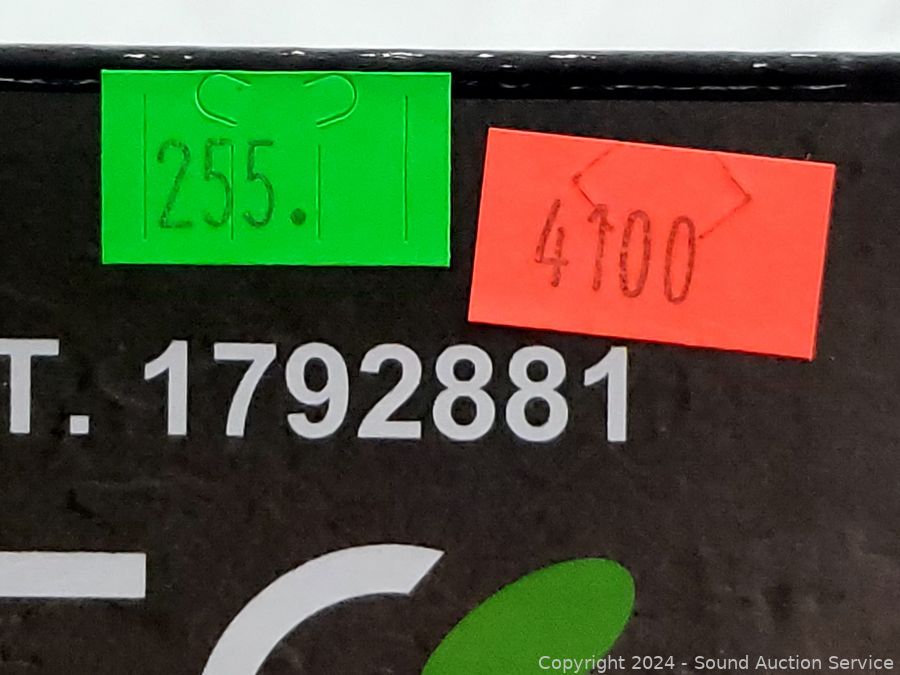 255.
4100
T. 1792881
Copyright 2024 - Sound Auction Service